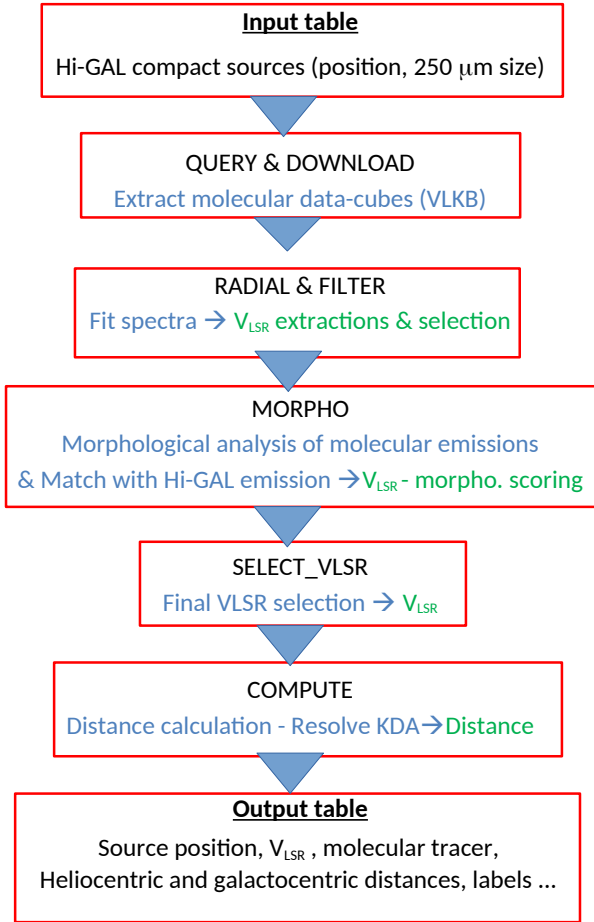 Input table
Hi-GAL compact sources (position, 250 μm size)
QUERY & DOWNLOAD
Extract molecular data-cubes (VLKB)
RADIAL & FILTER
Fit spectra → VLSR extractions & selection
MORPHO
Morphological analysis of molecular emissions
& Match with Hi-GAL emission →VLSR - morpho. scoring
SELECT_VLSR
Final VLSR selection → VLSR
COMPUTE
Distance calculation - Resolve KDA→Distance
Output table
Source position, VLSR , molecular tracer,
Heliocentric and galactocentric distances, labels ...